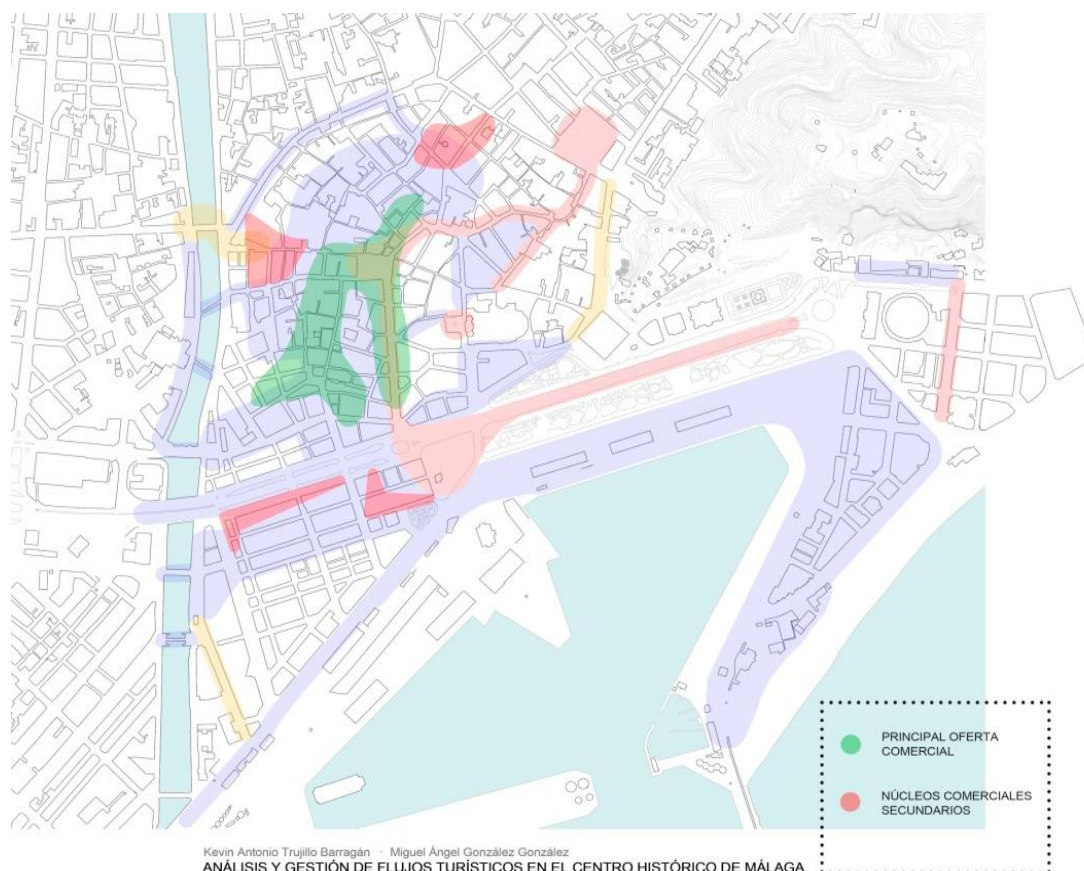 PRINCIPAL OFERTA
COMERCIAL
NÚCLEOS COMERCIALES
SECUNDARIOS
Kevin Antonio Trujillo Barragán · Miguel Ángel González González
ANÁLISIS Y GESTIÓN DE FLUJOS TURÍSTICOS EN EL CENTRO HISTÓRICO DE MÁLAGA